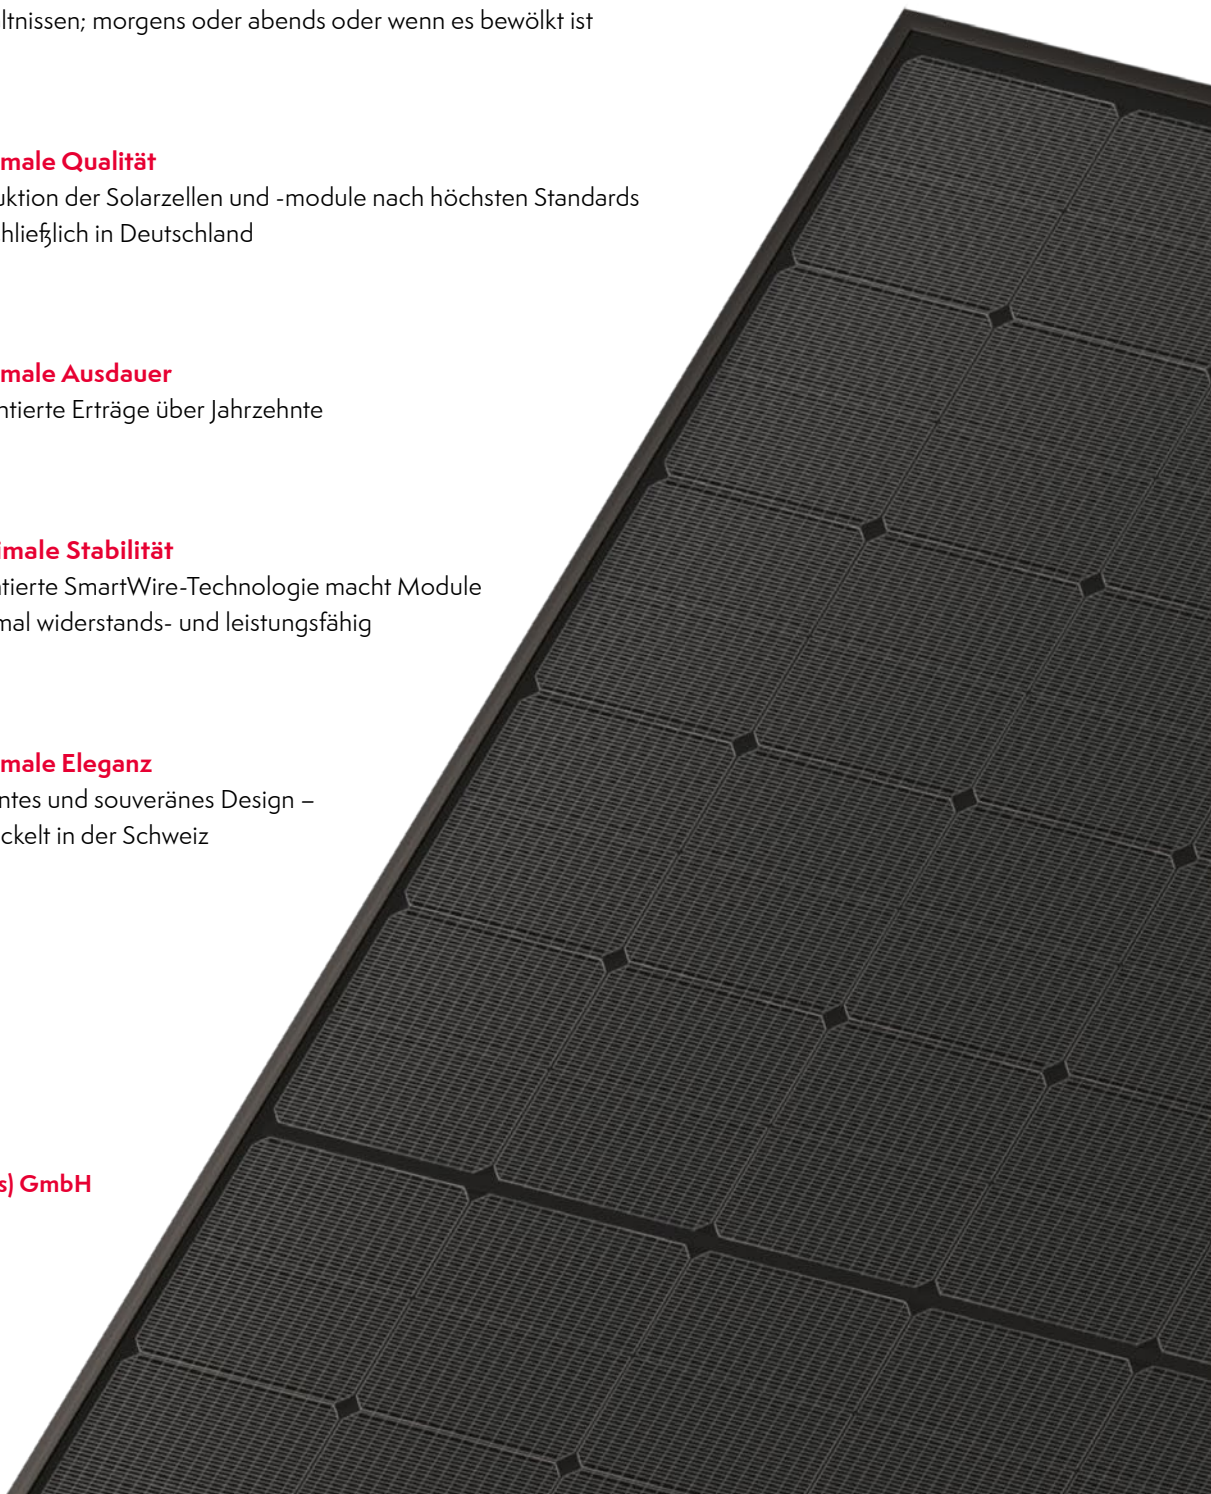 ltnissen; morgens oder abends oder wenn es bewölkt ist
male Qualität
uktion der Solarzellen und -module nach höchsten Standards
hließlich in Deutschland
male Ausdauer
ntierte Erträge über Jahrzehnte
imale Stabilität
tierte SmartWire-Technologie macht Module
mal widerstands- und leistungsfähig
male Eleganz
ntes und souveränes Design –
ckelt in der Schweiz
s) GmbH